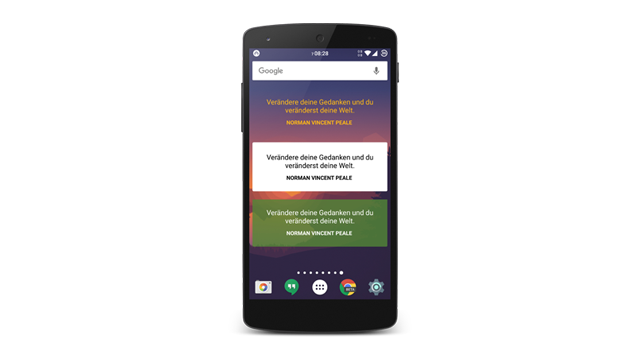 08:28
Google
Verändere deine Gedanken und du
veränderst deine Welt.
NORMAN VINCENT PEALE
Verändere deine Gedanken und du
veränderst deine Welt.
NORMAN VINCENT PEALE
Verändere deine Gedanken und du
veränderst deine Welt.
NORMAN VINCENT PEALE
BETA